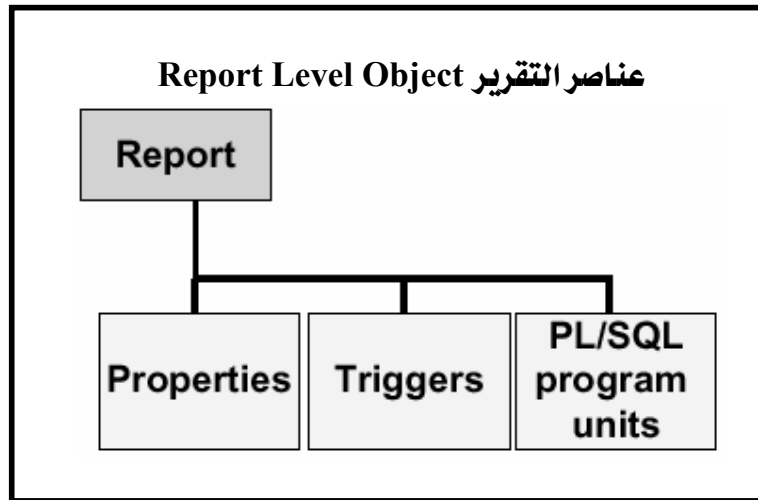 عناصر التقرير Report Level Object
Report
Properties
Triggers
PL/SQL
program
units